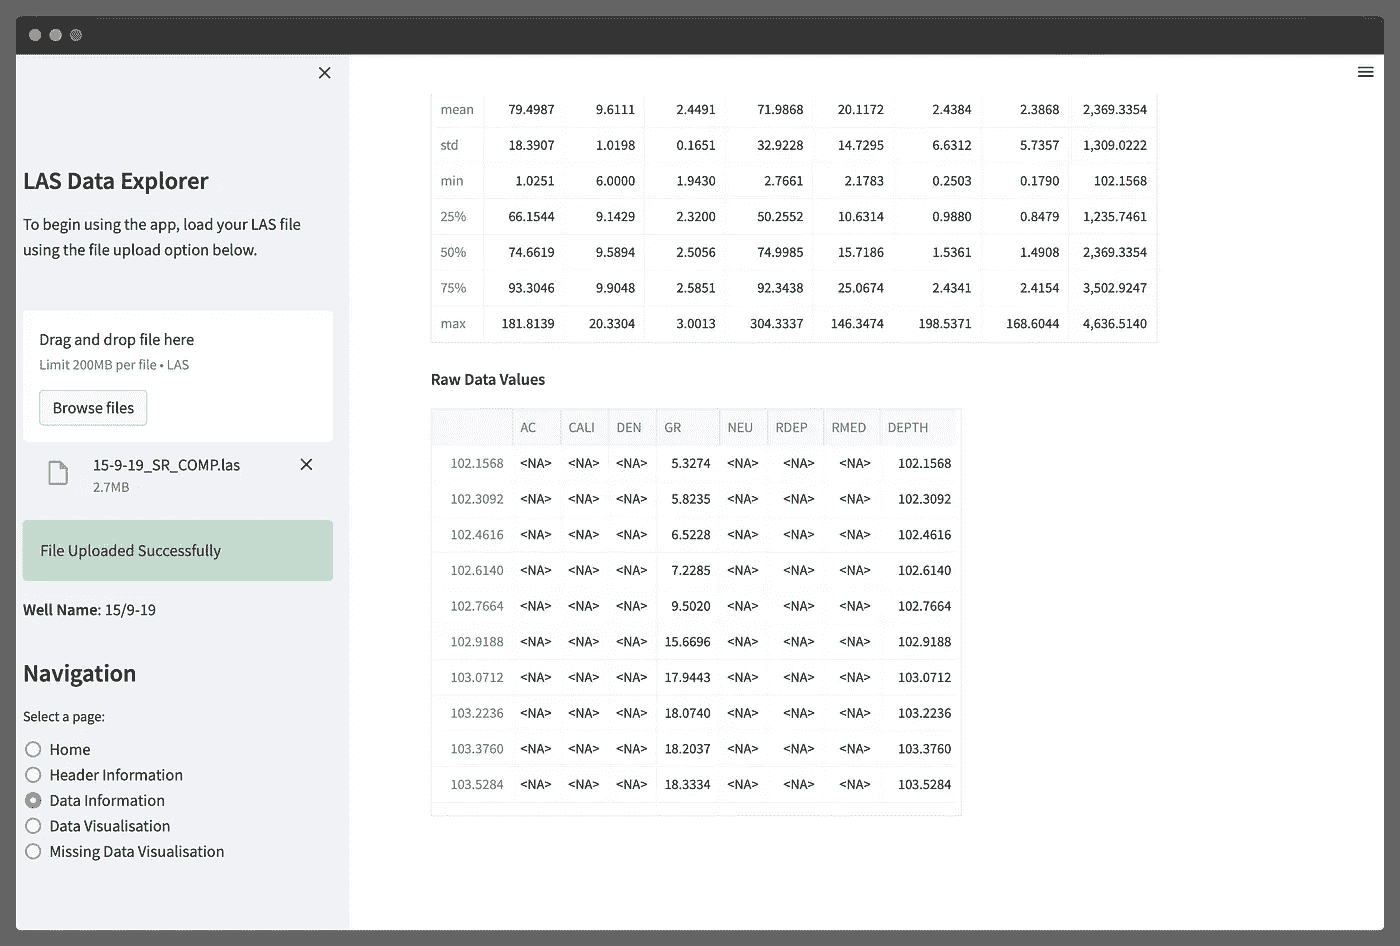 LAS Data Explorer
To begin using the app, load your LAS file
using the file upload option below.
Drag and drop file here
Limit 200MB per file • LAS
Browse files
15-9-19_SR_COMP.las
2.7MB
File Uploaded Successfully
Well Name: 15/9-19
Navigation
Select a page:
Home
Header Information
Data Information
Data Visualisation
Missing Data Visualisation
mean 79.4987 9.6111 2.4491 71.9868 20.1172 2.4384 2.3868 2,369.3354
std 18.3907 1.0198 0.1651 32.9228 14.7295 6.6312 5.7357 1,309.0222
min 1.0251 6.0000 1.9430 2.7661 2.1783 0.2503 0.1790 102.1568
25% 66.1544 9.1429 2.3200 50.2552 10.6314 0.9880 0.8479 1,235.7461
50% 74.6619 9.5894 2.5056 74.9985 15.7186 1.5361 1.4908 2,369.3354
75% 93.3046 9.9048 2.5851 92.3438 25.0674 2.4341 2.4154 3,502.9247
max 181.8139 20.3304 3.0013 304.3337 146.3474 198.5371 168.6044 4,636.5140
Raw Data Values
AC CALI DEN GR NEU RDEP RMED DEPTH
102.1568 <NA> <NA> <NA> 5.3274 <NA> <NA> <NA> 102.1568
102.3092 <NA> <NA> <NA> 5.8235 <NA> <NA> <NA> 102.3092
102.4616 <NA> <NA> <NA> 6.5228 <NA> <NA> <NA> 102.4616
102.6140 <NA> <NA> <NA> 7.2285 <NA> <NA> <NA> 102.6140
102.7664 <NA> <NA> <NA> 9.5020 <NA> <NA> <NA> 102.7664
102.9188 <NA> <NA> <NA> 15.6696 <NA> <NA> <NA> 102.9188
103.0712 <NA> <NA> <NA> 17.9443 <NA> <NA> <NA> 103.0712
103.2236 <NA> <NA> <NA> 18.0740 <NA> <NA> <NA> 103.2236
103.3760 <NA> <NA> <NA> 18.2037 <NA> <NA> <NA> 103.3760
103.5284 <NA> <NA> <NA> 18.3334 <NA> <NA> <NA> 103.5284